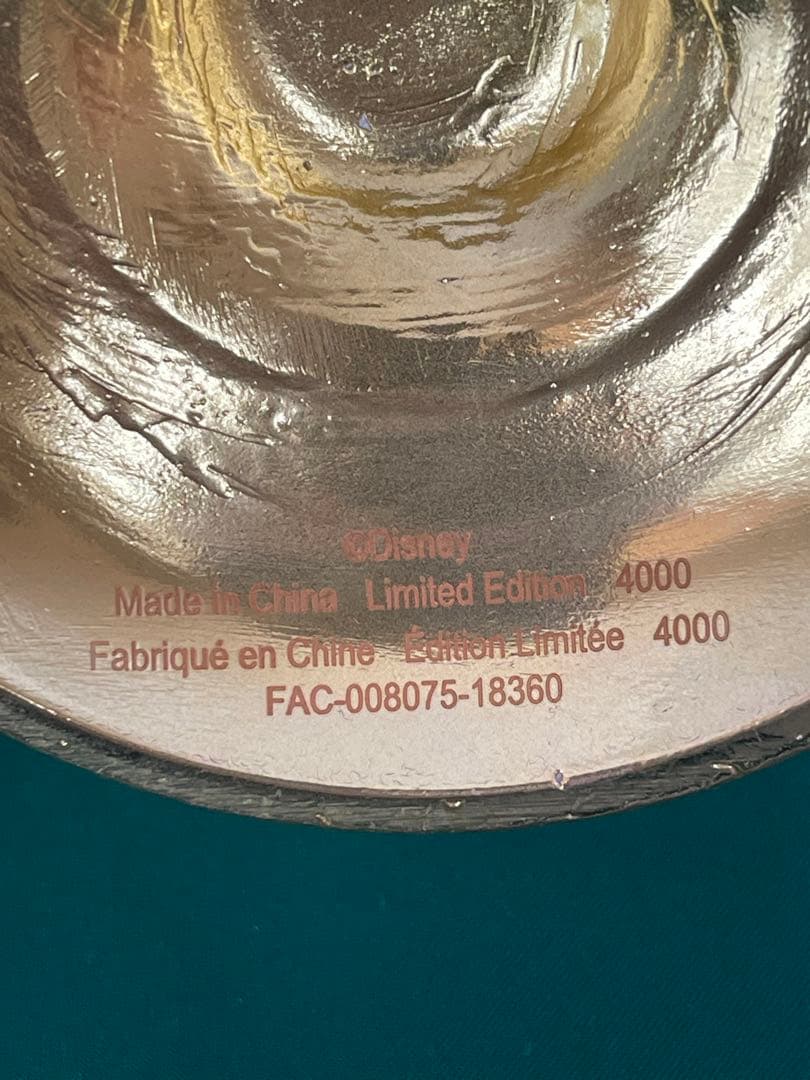 ©Disney
Made in China Limited Edition 4000
Fabriqué en Chine Édition Limitée 4000
FAC-008075-18360